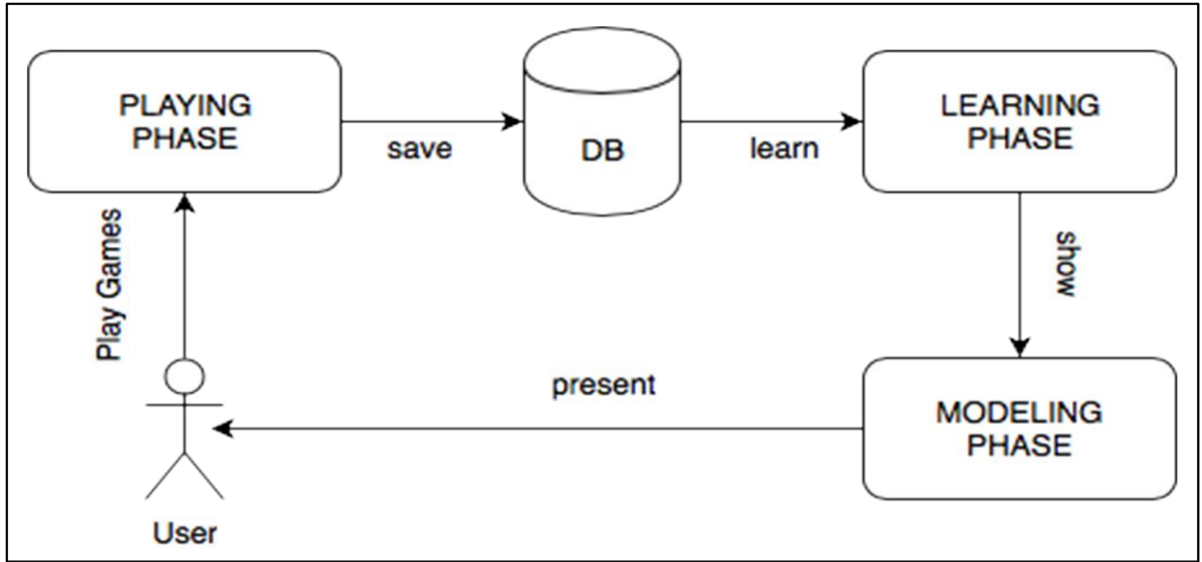 PLAYING
PHASE
save
DB
learn
LEARNING
PHASE
Play Games
show
present
MODELING
PHASE
User